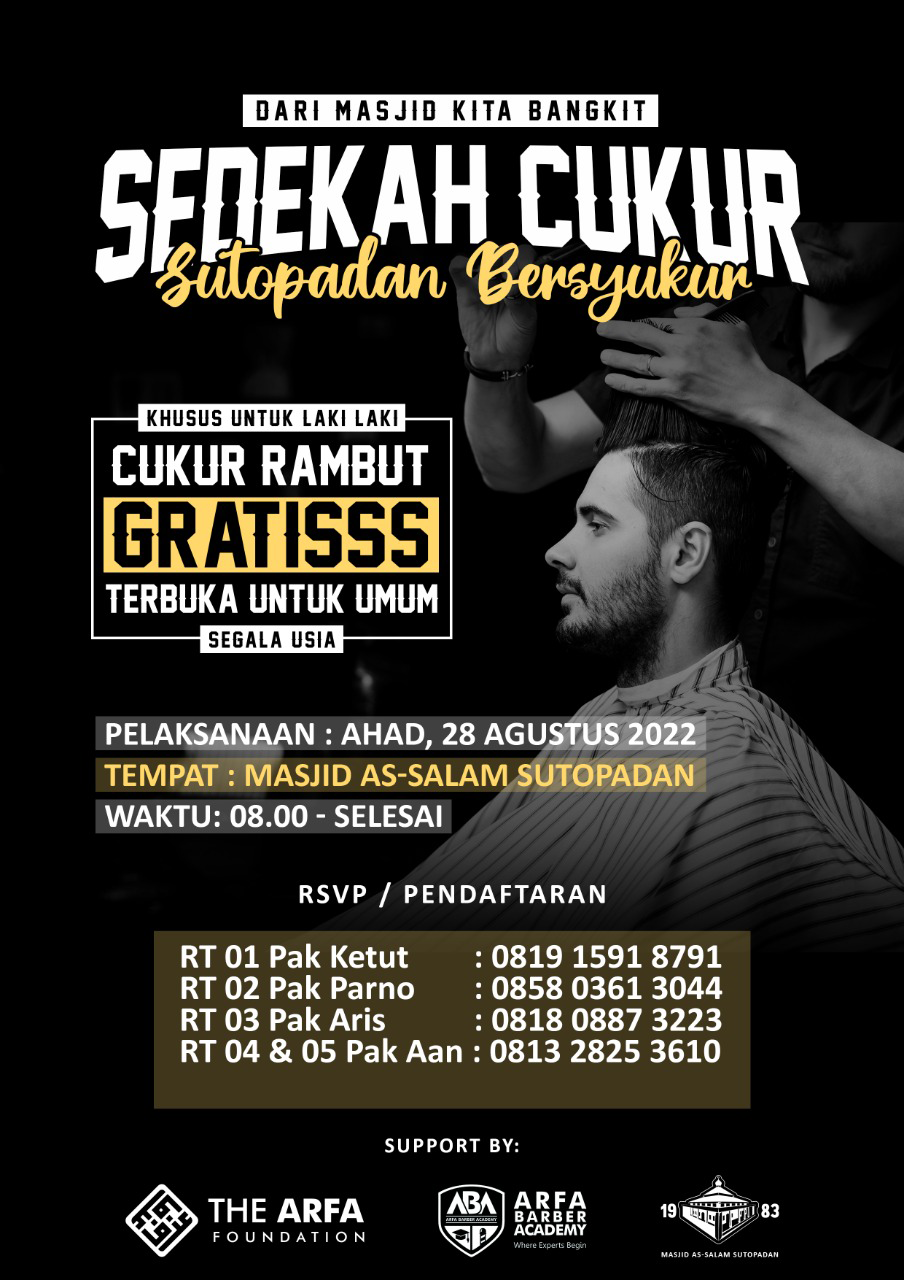 DARI MASJID KITA BANGKIT
SEDEKAH CUKUR
Sutopadan Bersyukur
KHUSUS UNTUK LAKI LAKI
CUKUR RAMBUT
GRATISSS
TERBUKA UNTUK UMUM
SEGALA USIA
PELAKSANAAN : AHAD, 28 AGUSTUS 2022
TEMPAT : MASJID AS-SALAM SUTOPADAN
WAKTU: 08.00 - SELESAI
RSVP / PENDAFTARAN
RT 01 Pak Ketut : 0819 1591 8791
RT 02 Pak Parno : 0858 0361 3044
RT 03 Pak Aris : 0818 0887 3223
RT 04 & 05 Pak Aan : 0813 2825 3610
SUPPORT BY:
THE ARFA
FOUNDATION
ABA
ARFA BARBER ACADEMY
ARFA
BARBER
ACADEMY
Where Experts Begin
1983
MASJID AS-SALAM SUTOPADAN